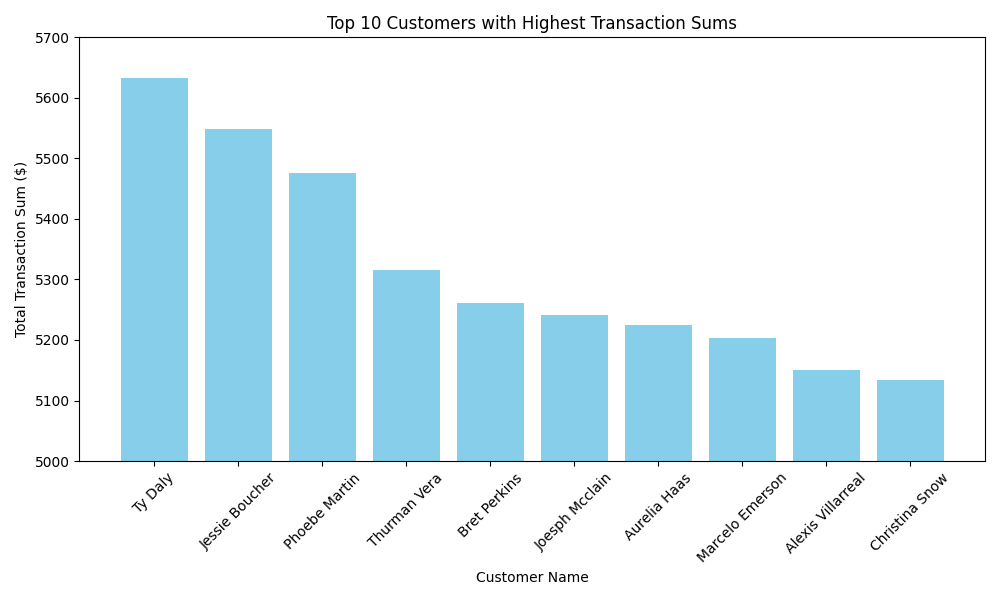 Top 10 Customers with Highest Transaction Sums
Total Transaction Sum ($)
5700
5600
5500
5400
5300
5200
5100
5000
Ty Daly
Jessie Boucher
Phoebe Martin
Thurman Vera
Bret Perkins
Joesph Mcclain
Aurelia Haas
Marcelo Emerson
Alexis Villarreal
Christina Snow
Customer Name